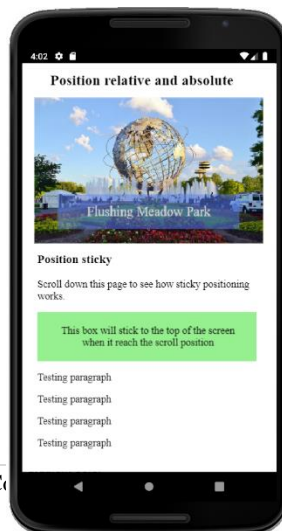 4:02
Position relative and absolute
Flushing Meadow Park
Position sticky
Scroll down this page to see how sticky positioning
works.
This box will stick to the top of the screen
when it reach the scroll position
Testing paragraph
Testing paragraph
Testing paragraph
Testing paragraph